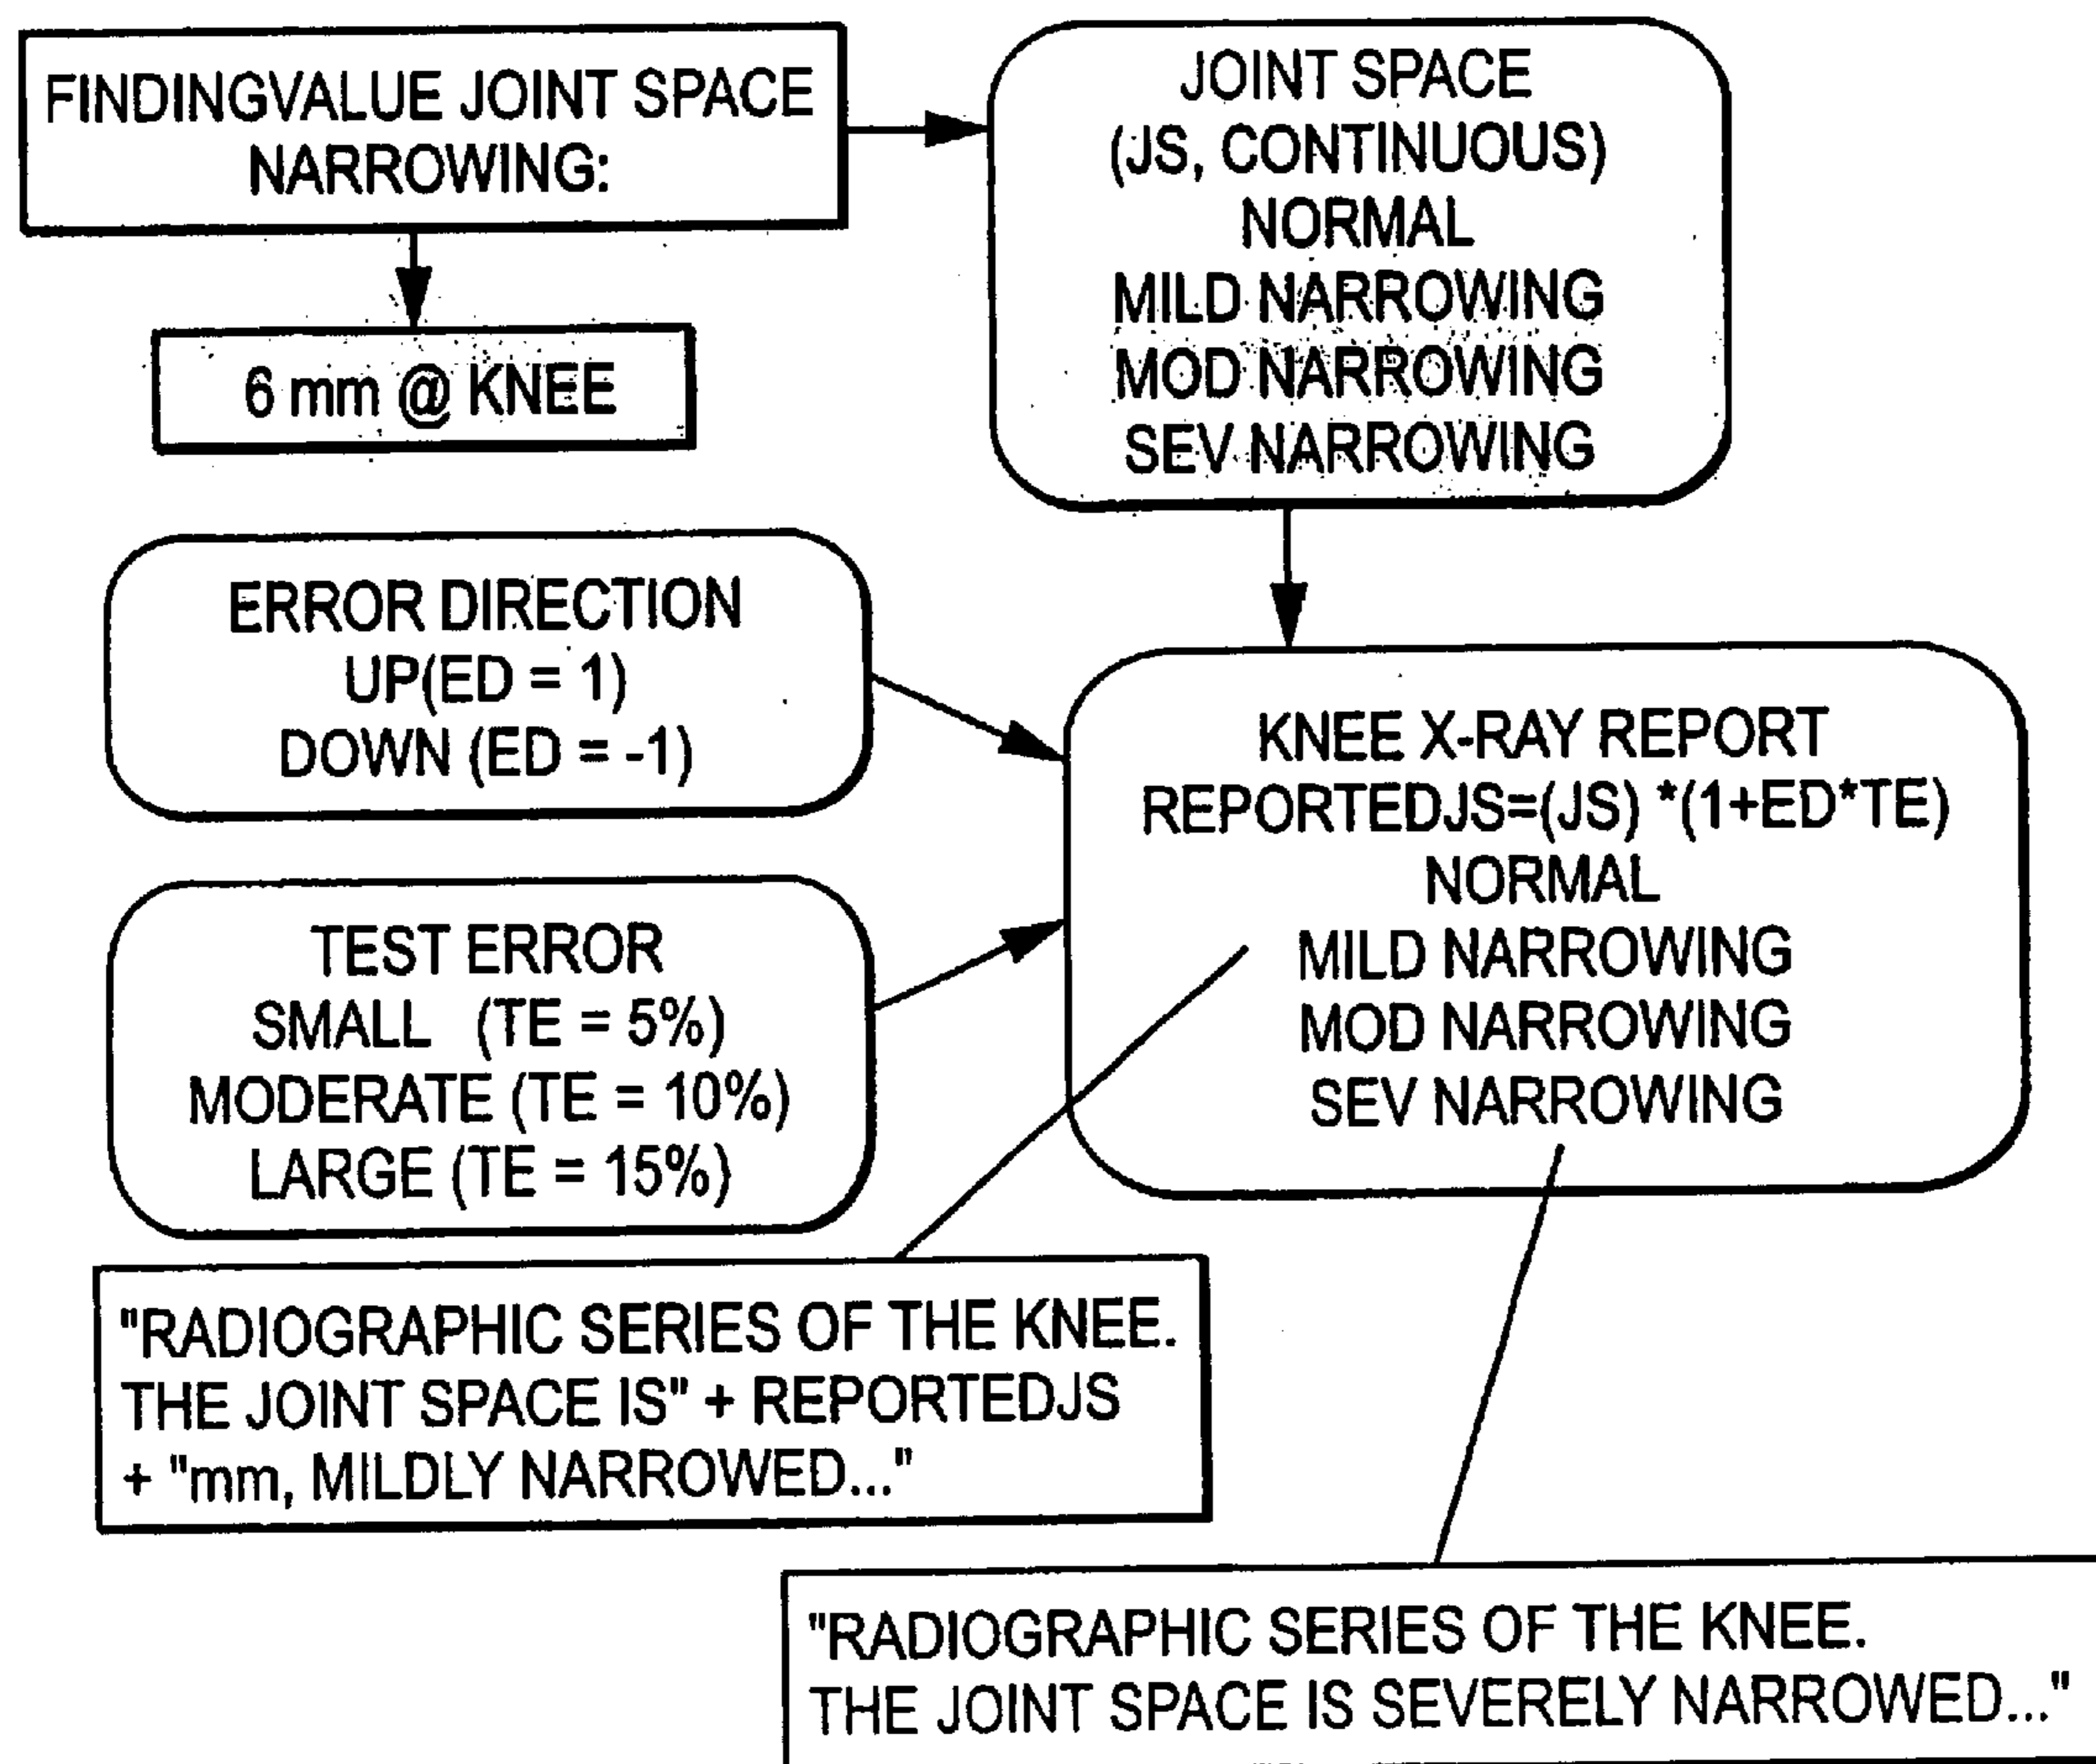 FINDINGVALUE JOINT SPACE
NARROWING:
6 mm @ KNEE
JOINT SPACE
(JS, CONTINUOUS)
NORMAL
MILD NARROWING
MOD NARROWING
SEV NARROWING
ERROR DIRECTION
UP(ED = 1)
DOWN (ED = -1)
TEST ERROR
SMALL (TE = 5%)
MODERATE (TE = 10%)
LARGE (TE = 15%)
KNEE X-RAY REPORT
REPORTEDJS=(JS) *(1+ED*TE)
NORMAL
MILD NARROWING
MOD NARROWING
SEV NARROWING
"RADIOGRAPHIC SERIES OF THE KNEE.
THE JOINT SPACE IS" + REPORTEDJS
+ "mm, MILDLY NARROWED..."
"RADIOGRAPHIC SERIES OF THE KNEE.
THE JOINT SPACE IS SEVERELY NARROWED..."